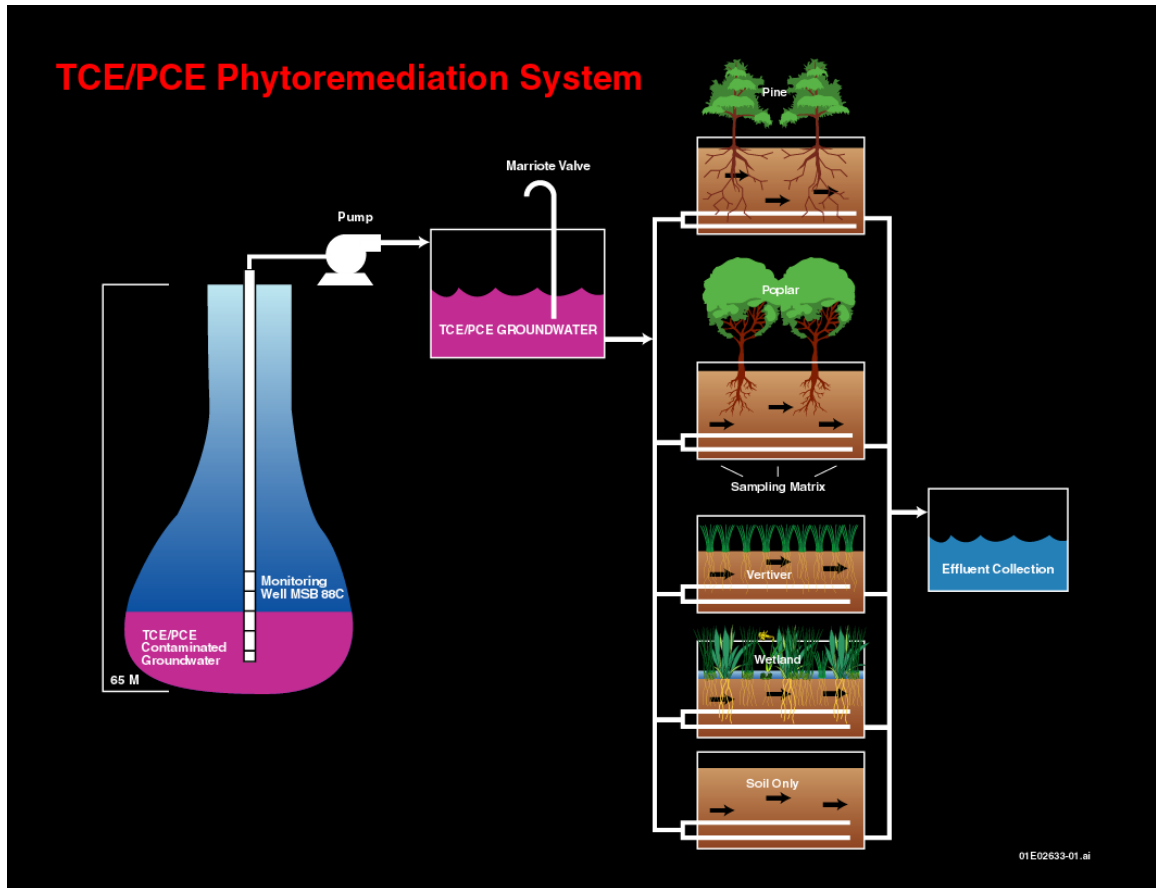 TCE/PCE Phytoremediation System
Pine
Marriote Valve
Pump
TCE/PCE GROUNDWATER
Poplar
Sampling Matrix
Monitoring
Well MSB 88C
TCE/PCE
Contaminated
Groundwater
65 M
Vertiver
Effluent Collection
Wetland
Soil Only
01E02633-01.ai